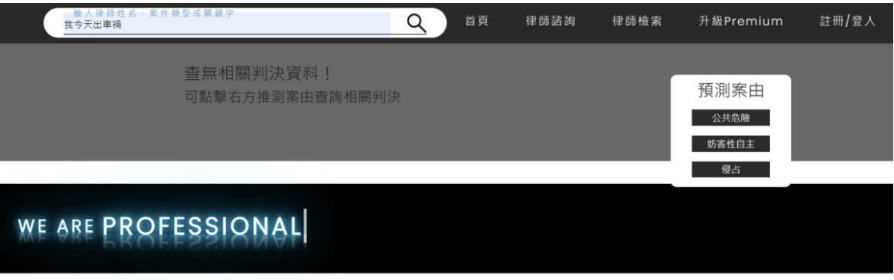 輸入律師姓名、案件類型或關鍵字
我今天出車禍
首頁
律師諮詢
律師檢索
升級Premium
註冊/登入
查無相關判決資料！
可點擊右方推測案由查詢相關判決
預測案由
公共危險
妨害性自主
侵占
WE ARE PROFESSIONAL